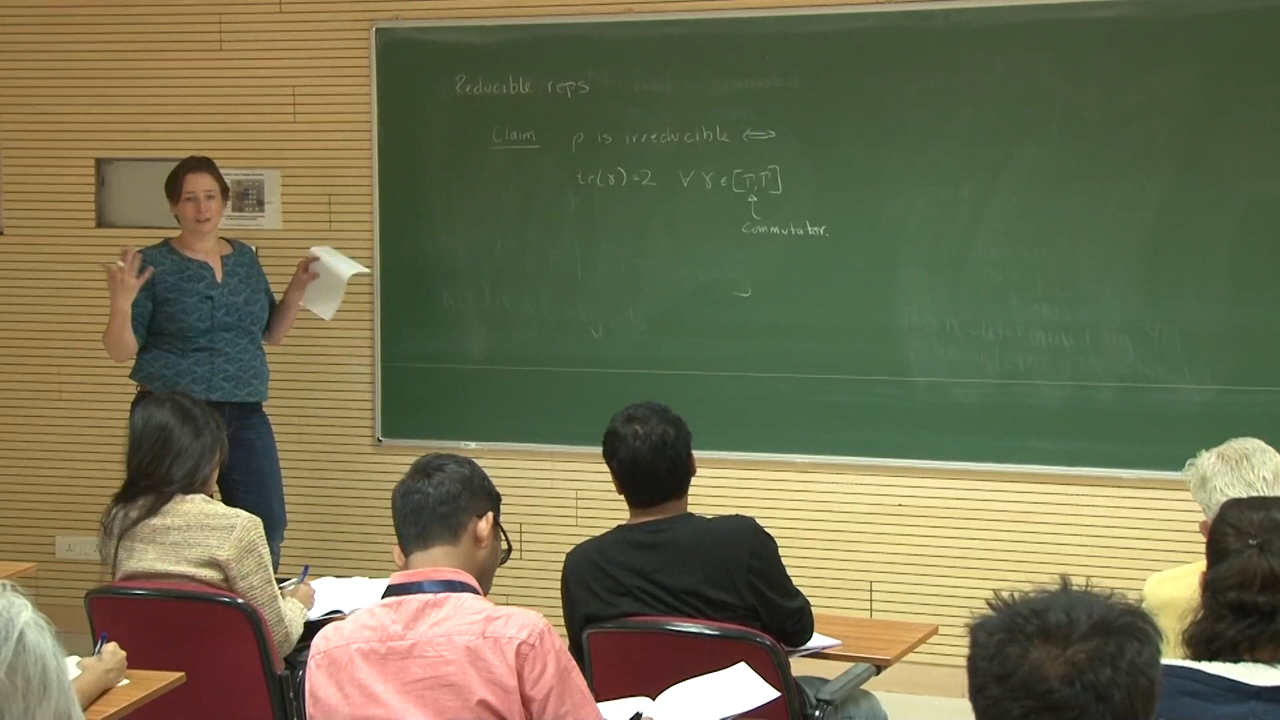 Reducible reps
Claim ρ is irreducible ⇔
tr(γ)=2 ∀ γ ∈ [Γ,Γ]
Commutator.